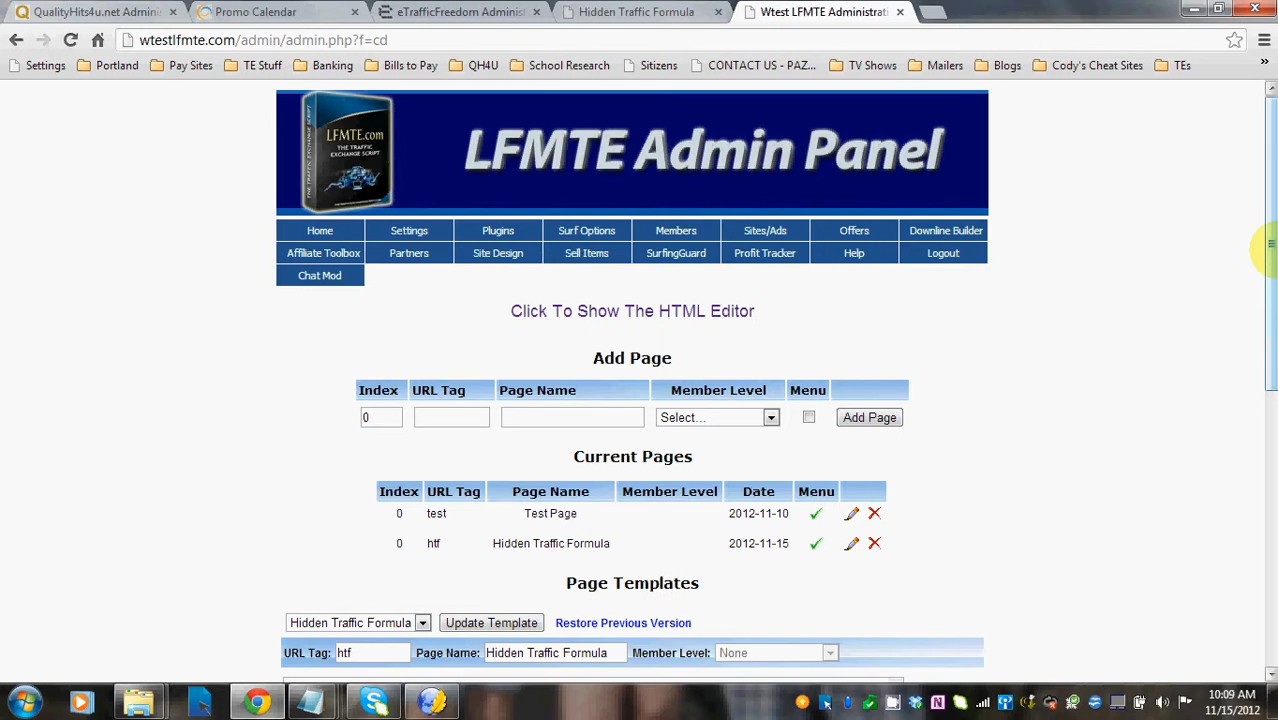 QualityHits4u.net Admini
Promo Calendar
eTrafficFreedom Administ
Hidden Traffic Formula
Wtest LFMTE Administrati
wtestlfmte.com/admin/admin.php?f=cd
Settings
Portland
Pay Sites
TE Stuff
Banking
Bills to Pay
QH4U
School Research
Sitizens
CONTACT US - PAZ...
TV Shows
Mailers
Blogs
Cody's Cheat Sites
TEs
LFMTE.com
THE TRAFFIC
EXCHANGE SCRIPT
LFMTE Admin Panel
Home
Settings
Plugins
Surf Options
Members
Sites/Ads
Offers
Downline Builder
Affiliate Toolbox
Partners
Site Design
Sell Items
SurfingGuard
Profit Tracker
Help
Logout
Chat Mod
Click To Show The HTML Editor
Add Page
Index URL Tag Page Name Member Level Menu
0 Select... Add Page
Current Pages
Index URL Tag Page Name Member Level Date Menu
0 test Test Page 2012-11-10
0 htf Hidden Traffic Formula 2012-11-15
Page Templates
Hidden Traffic Formula Update Template Restore Previous Version
URL Tag: htf Page Name: Hidden Traffic Formula Member Level: None
10:09 AM
11/15/2012